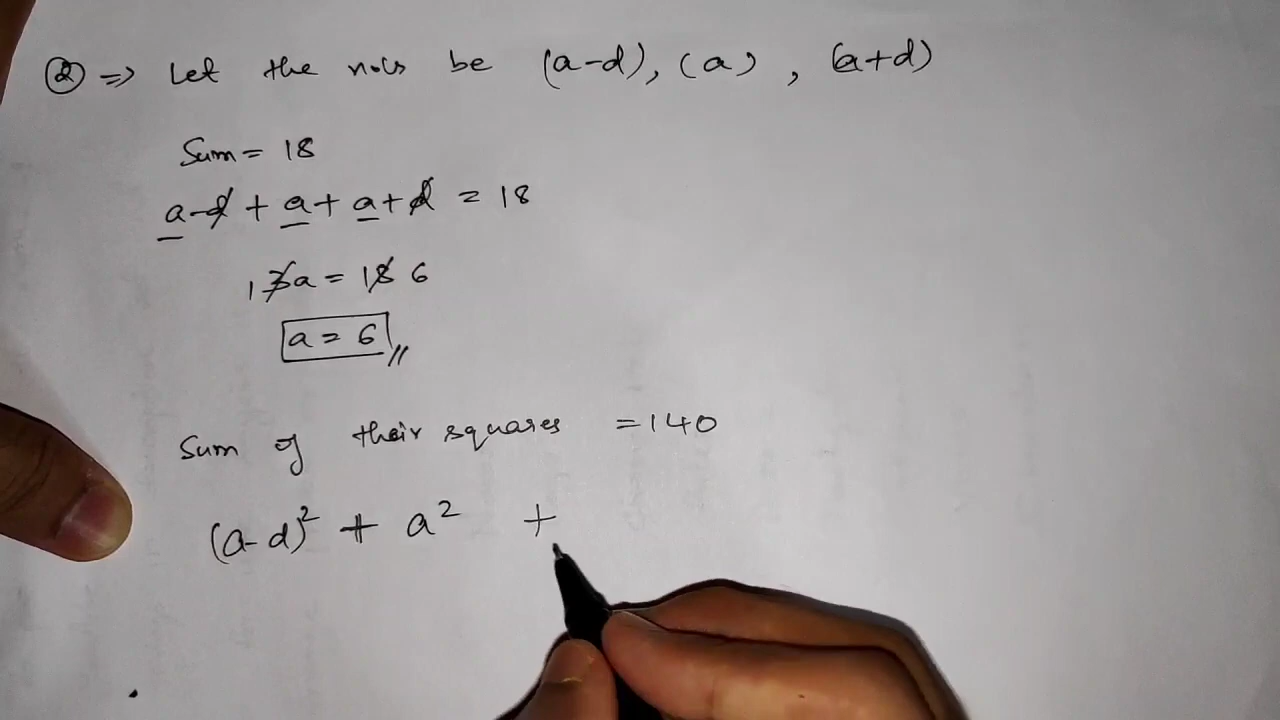 ② => Let the no.s be (a-d), (a), (a+d)
Sum = 18
a-d + a + a+d = 18
1 3a = 18 6
a = 6 //
Sum of their squares = 140
(a-d)² + a² +